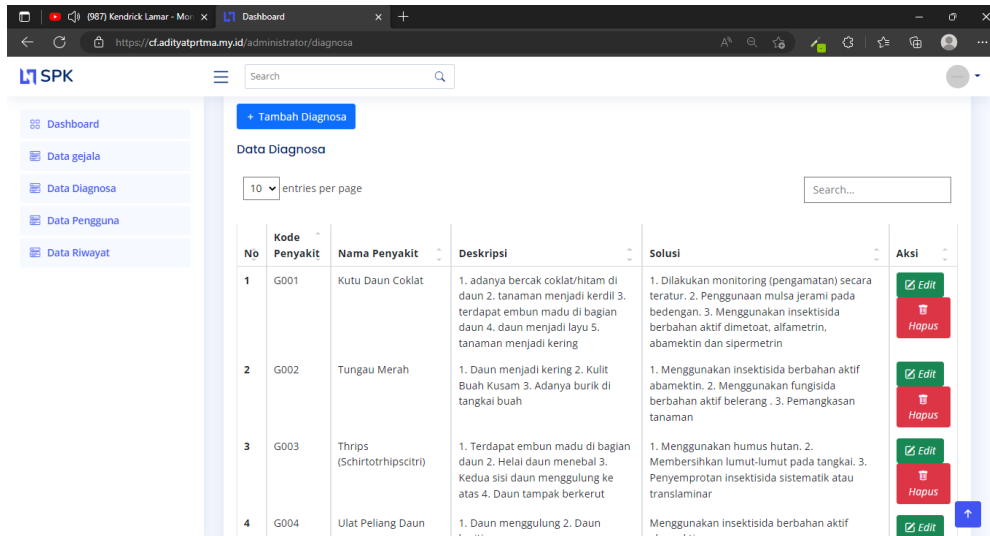 (987) Kendrick Lamar - Mon
Dashboard
https://cf.adityatprtma.my.id/administrator/diagnosa
SPK
Search
Dashboard
Data gejala
Data Diagnosa
Data Pengguna
Data Riwayat
+ Tambah Diagnosa
Data Diagnosa
10 entries per page
Search...
No
Kode Penyakit
Nama Penyakit
Deskripsi
Solusi
Aksi
1
G001
Kutu Daun Coklat
1. adanya bercak coklat/hitam di
daun 2. tanaman menjadi kerdil 3.
terdapat embun madu di bagian
daun 4. daun menjadi layu 5.
tanaman menjadi kering
1. Dilakukan monitoring (pengamatan) secara
teratur. 2. Penggunaan mulsa jerami pada
bedengan. 3. Menggunakan insektisida
berbahan aktif dimetoat, alfametrin,
abamektin dan sipermetrin
Edit
Hapus
2
G002
Tungau Merah
1. Daun menjadi kering 2. Kulit
Buah Kusam 3. Adanya burik di
tangkai buah
1. Menggunakan insektisida berbahan aktif
abamektin. 2. Menggunakan fungisida
berbahan aktif belerang . 3. Pemangkasan
tanaman
Edit
Hapus
3
G003
Thrips
(Schirtotrhipscitri)
1. Terdapat embun madu di bagian
daun 2. Helai daun menebal 3.
Kedua sisi daun menggulung ke
atas 4. Daun tampak berkerut
1. Menggunakan humus hutan. 2.
Membersihkan lumut-lumut pada tangkai. 3.
Penyemprotan insektisida sistematik atau
translaminar
Edit
Hapus
4
G004
Ulat Peliang Daun
1. Daun menggulung 2. Daun
Menggunakan insektisida berbahan aktif
Edit